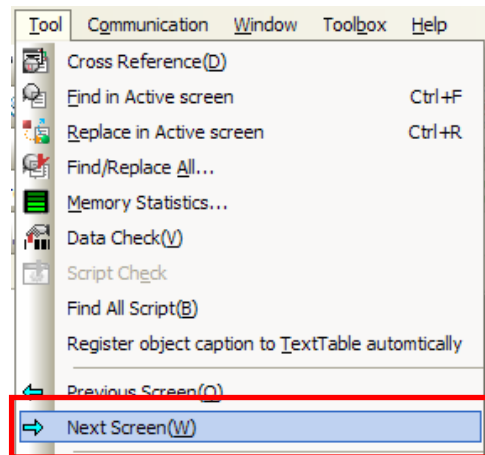 Tool Communication Window Toolbox Help
Cross Reference(D)
Find in Active screen Ctrl+F
Replace in Active screen Ctrl+R
Find/Replace All...
Memory Statistics...
Data Check(V)
Script Check
Find All Script(B)
Register object caption to TextTable automtically
Previous Screen(Q)
Next Screen(W)